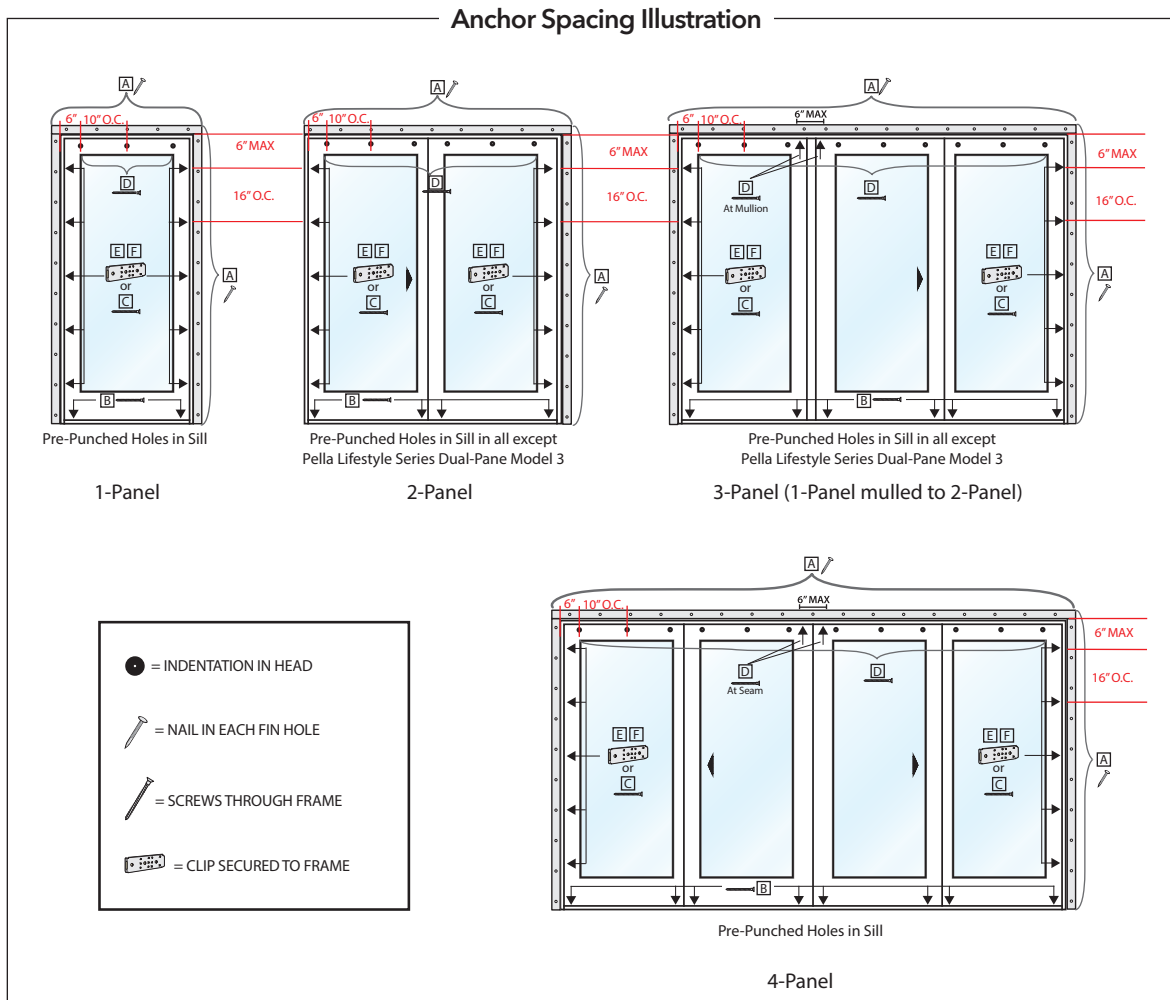 Anchor Spacing Illustration
A
6" 10" O.C.
D
E F
or
C
B
A
Pre-Punched Holes in Sill
1-Panel
6" MAX
16" O.C.
A
6" 10" O.C.
D
E F
or
C
E F
or
C
B
A
Pre-Punched Holes in Sill in all except
Pella Lifestyle Series Dual-Pane Model 3
2-Panel
6" MAX
16" O.C.
A
6" 10" O.C.
6" MAX
D
At Mullion
D
E F
or
C
E F
or
C
B
6" MAX
16" O.C.
A
Pre-Punched Holes in Sill in all except
Pella Lifestyle Series Dual-Pane Model 3
3-Panel (1-Panel mulled to 2-Panel)
= INDENTATION IN HEAD
= NAIL IN EACH FIN HOLE
= SCREWS THROUGH FRAME
= CLIP SECURED TO FRAME
A
6" 10" O.C.
6" MAX
D
At Seam
D
E F
or
C
E F
or
C
B
6" MAX
16" O.C.
A
Pre-Punched Holes in Sill
4-Panel